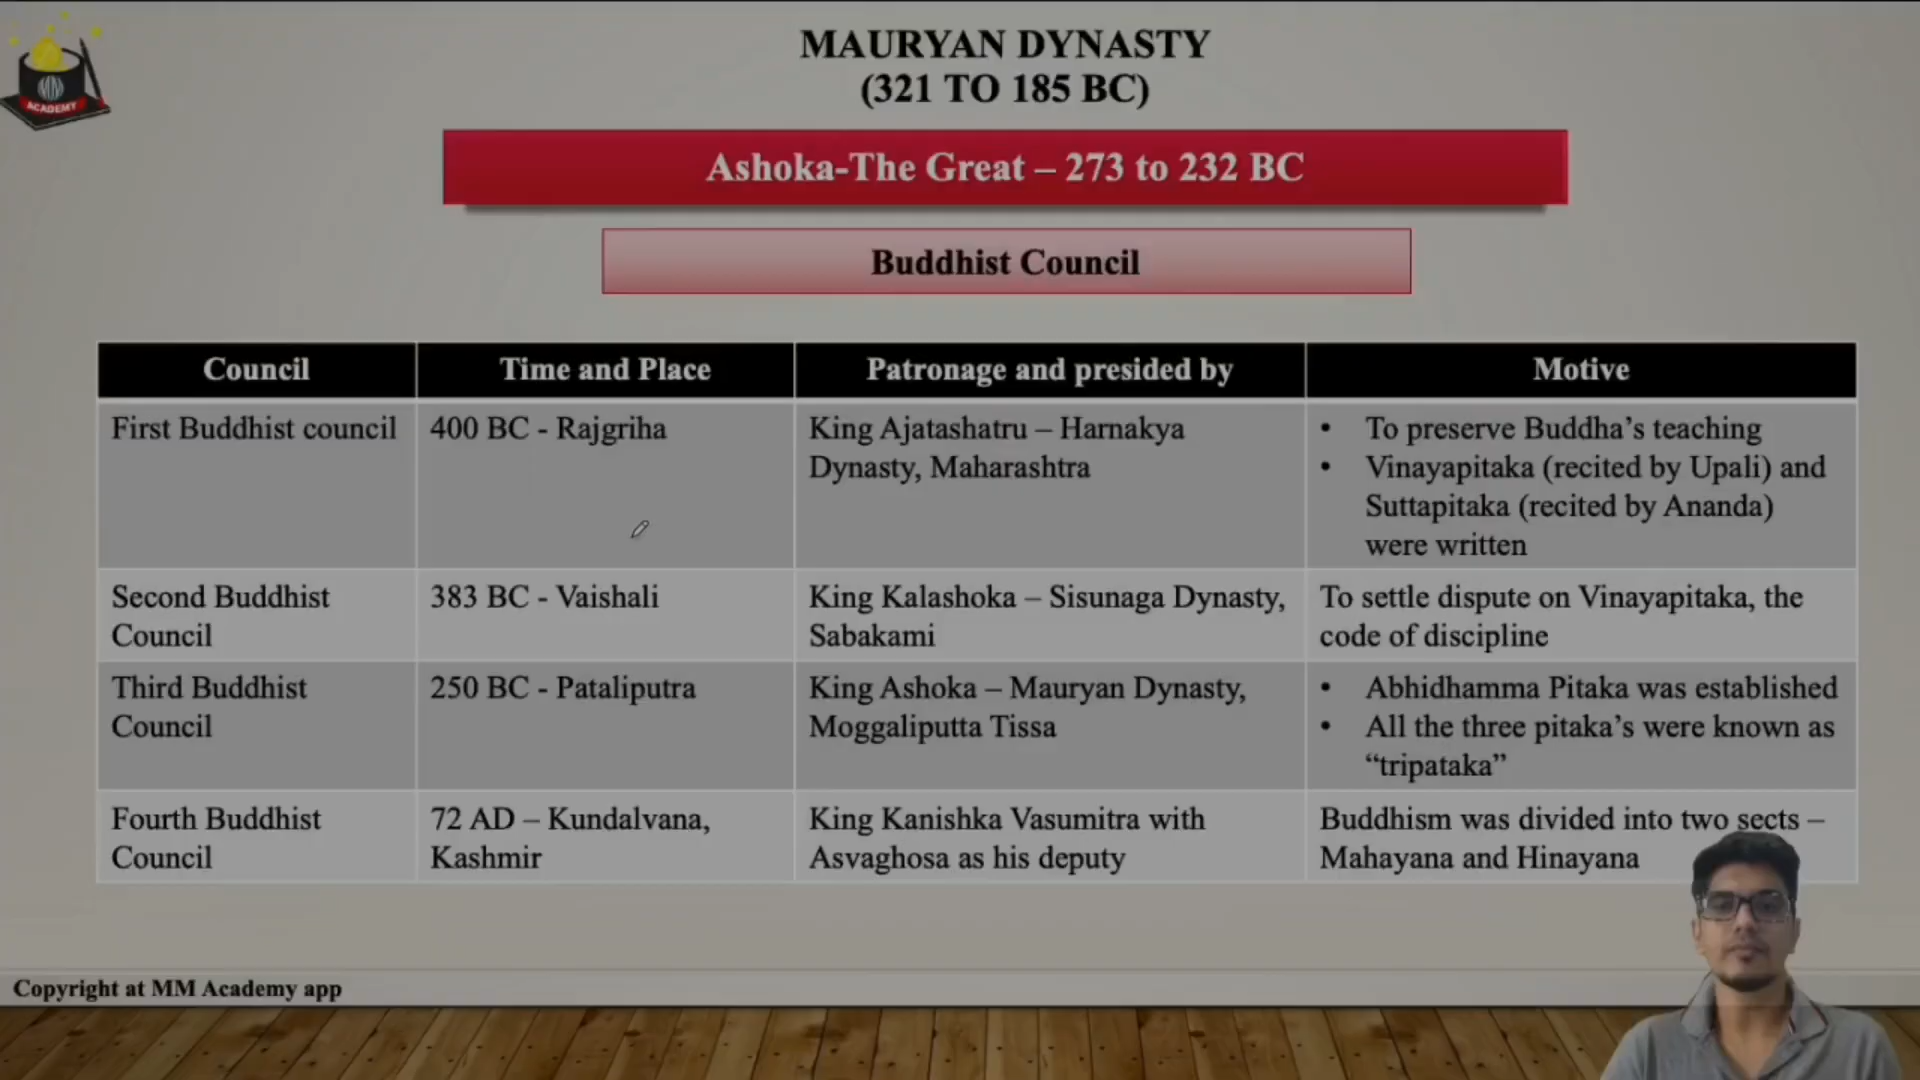 MAURYAN DYNASTY
(321 TO 185 BC)
ACADEMY
Ashoka-The Great – 273 to 232 BC
Buddhist Council
Council
Time and Place
Patronage and presided by
Motive
First Buddhist council
400 BC - Rajgriha
King Ajatashatru – Harnakya
Dynasty, Maharashtra
• To preserve Buddha’s teaching
• Vinayapitaka (recited by Upali) and
Suttapitaka (recited by Ananda)
were written
Second Buddhist
Council
383 BC - Vaishali
King Kalashoka – Sisunaga Dynasty,
Sabakami
To settle dispute on Vinayapitaka, the
code of discipline
Third Buddhist
Council
250 BC - Pataliputra
King Ashoka – Mauryan Dynasty,
Moggaliputta Tissa
• Abhidhamma Pitaka was established
• All the three pitaka’s were known as
“tripataka”
Fourth Buddhist
Council
72 AD – Kundalvana,
Kashmir
King Kanishka Vasumitra with
Asvaghosa as his deputy
Buddhism was divided into two sects –
Mahayana and Hinayana
Copyright at MM Academy app